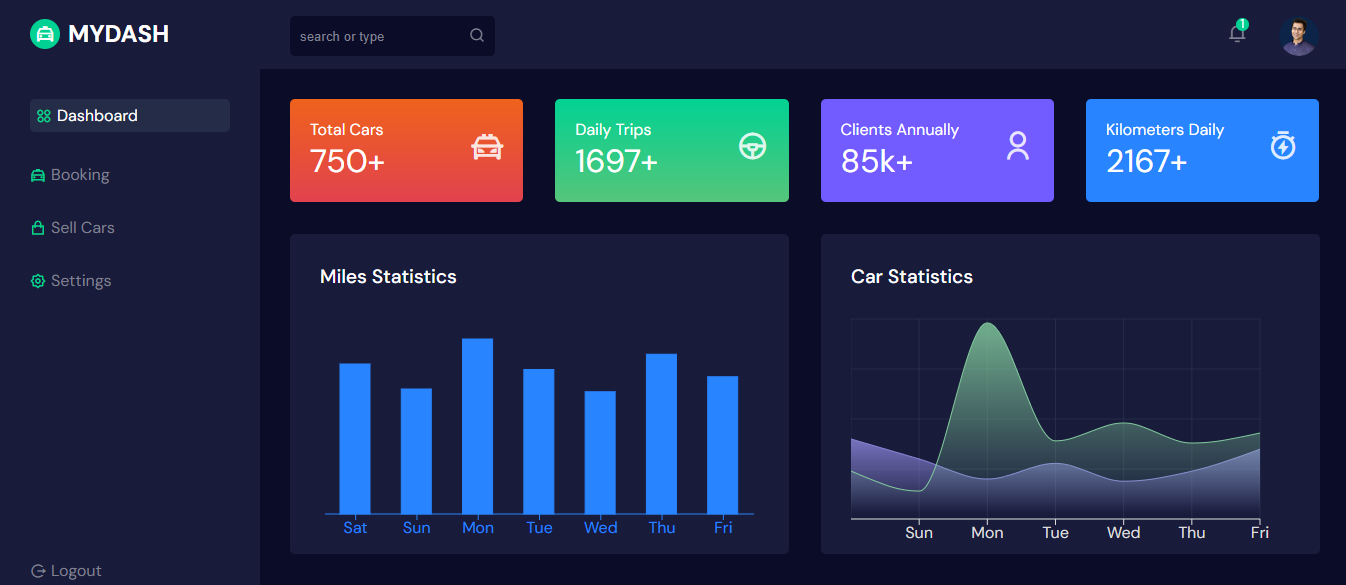 MYDASH
search or type
1
Dashboard
Booking
Sell Cars
Settings
Logout
Total Cars
750+
Daily Trips
1697+
Clients Annually
85k+
Kilometers Daily
2167+
Miles Statistics
Sat Sun Mon Tue Wed Thu Fri
Car Statistics
Sun Mon Tue Wed Thu Fri